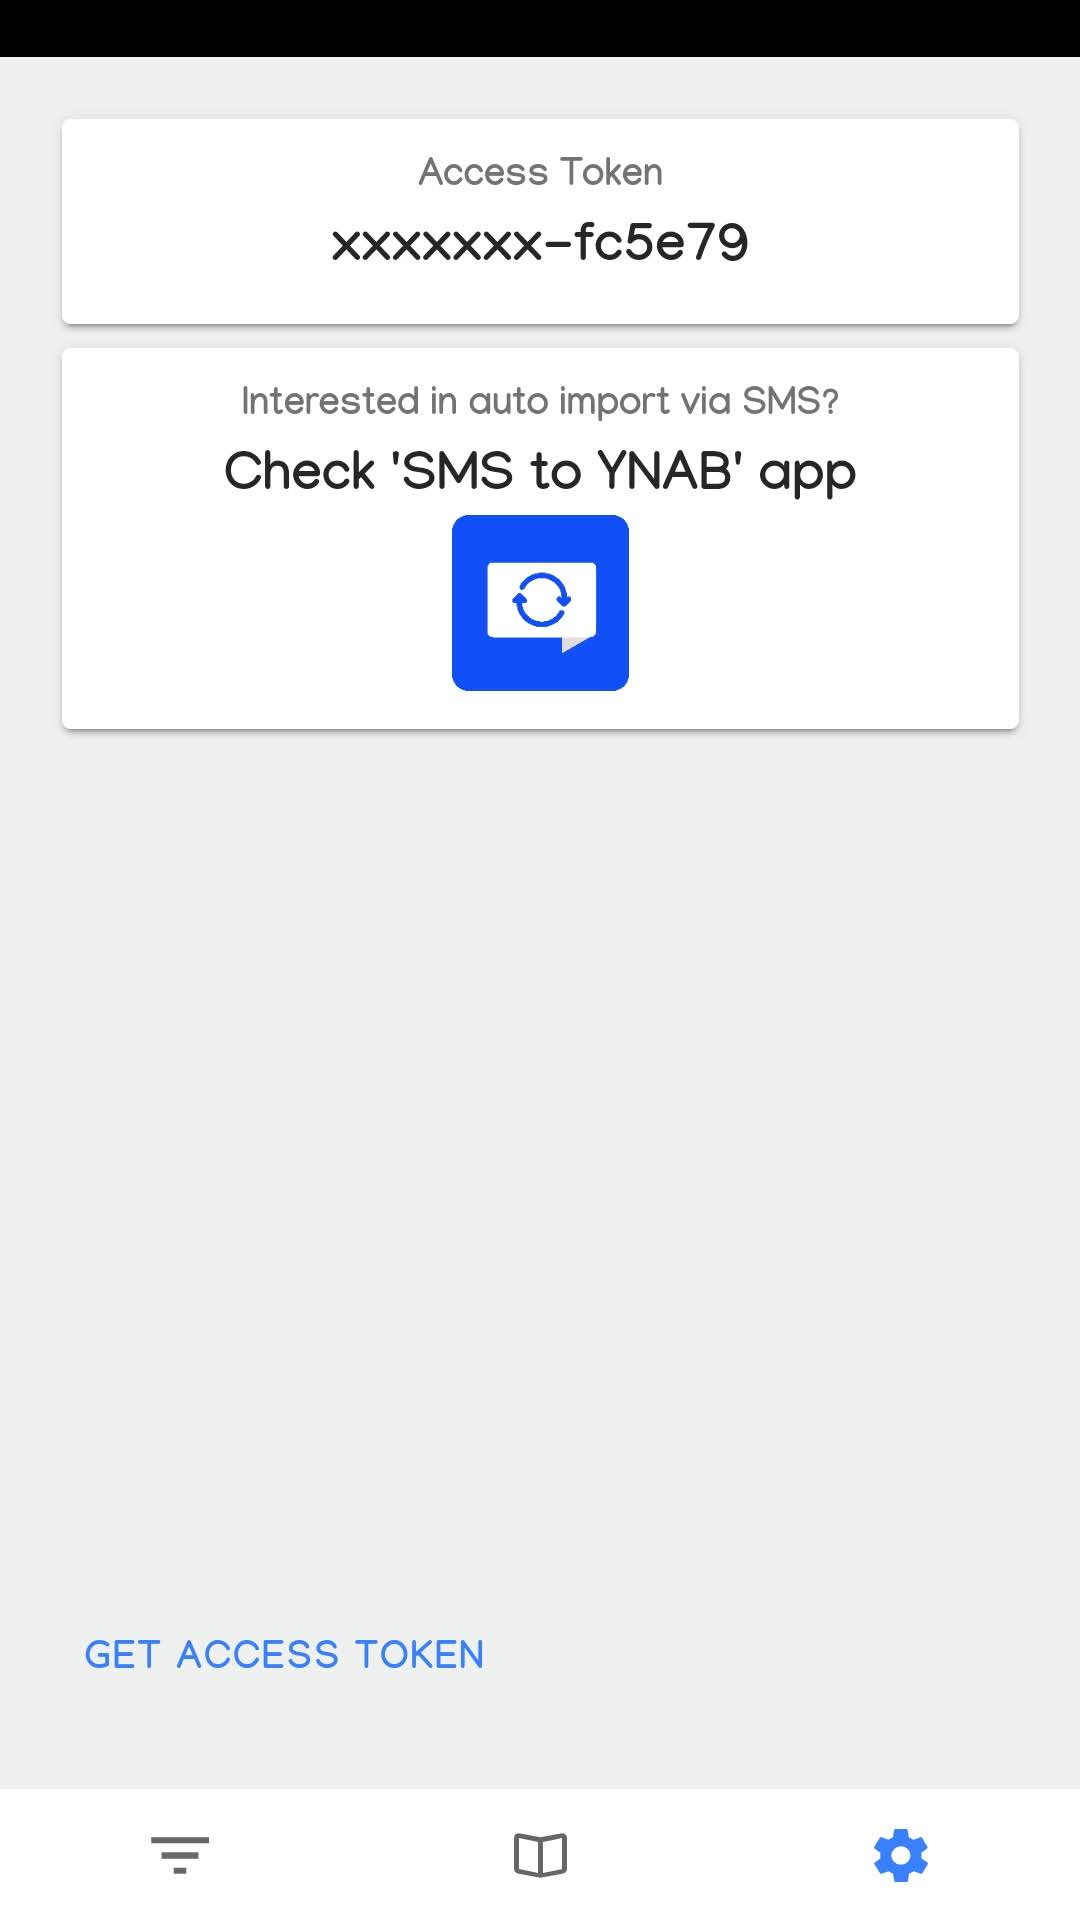 Access Token
xxxxxxx-fc5e79
Interested in auto import via SMS?
Check 'SMS to YNAB' app
GET ACCESS TOKEN